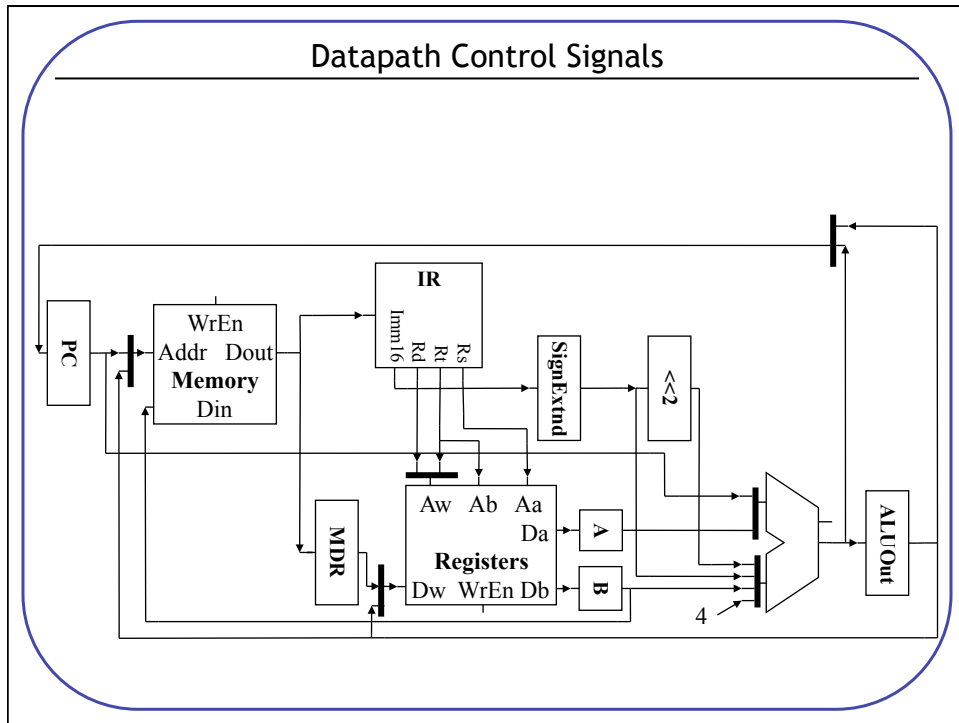 Datapath Control Signals
IR
Imm16
Rd
Rt
Rs
PC
WrEn
Addr Dout
Memory
Din
SignExtnd
<<2
MDR
Aw Ab Aa
Da
Registers
Dw WrEn Db
A
B
4
ALUOut